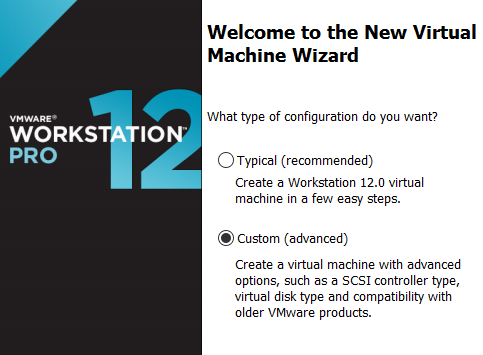 VMWARE®
WORKSTATION™
PRO
12
Welcome to the New Virtual
Machine Wizard
What type of configuration do you want?
Typical (recommended)
Create a Workstation 12.0 virtual
machine in a few easy steps.
Custom (advanced)
Create a virtual machine with advanced
options, such as a SCSI controller type,
virtual disk type and compatibility with
older VMware products.